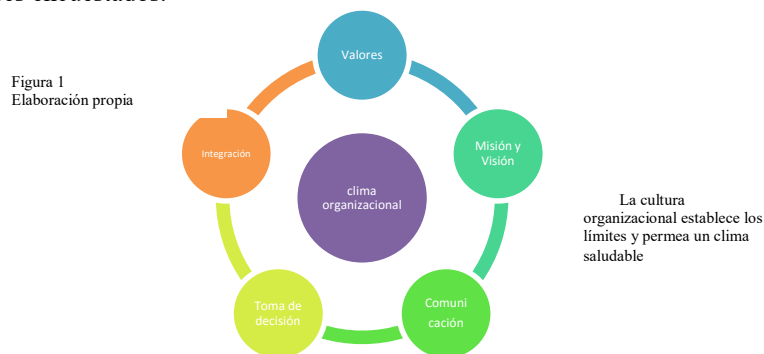 Figura 1
Elaboración propia
Valores
Integración
Misión y
Visión
clima
organizacional
La cultura
organizacional establece los
límites y permea un clima
saludable
Toma de
decisión
Comuni
cación